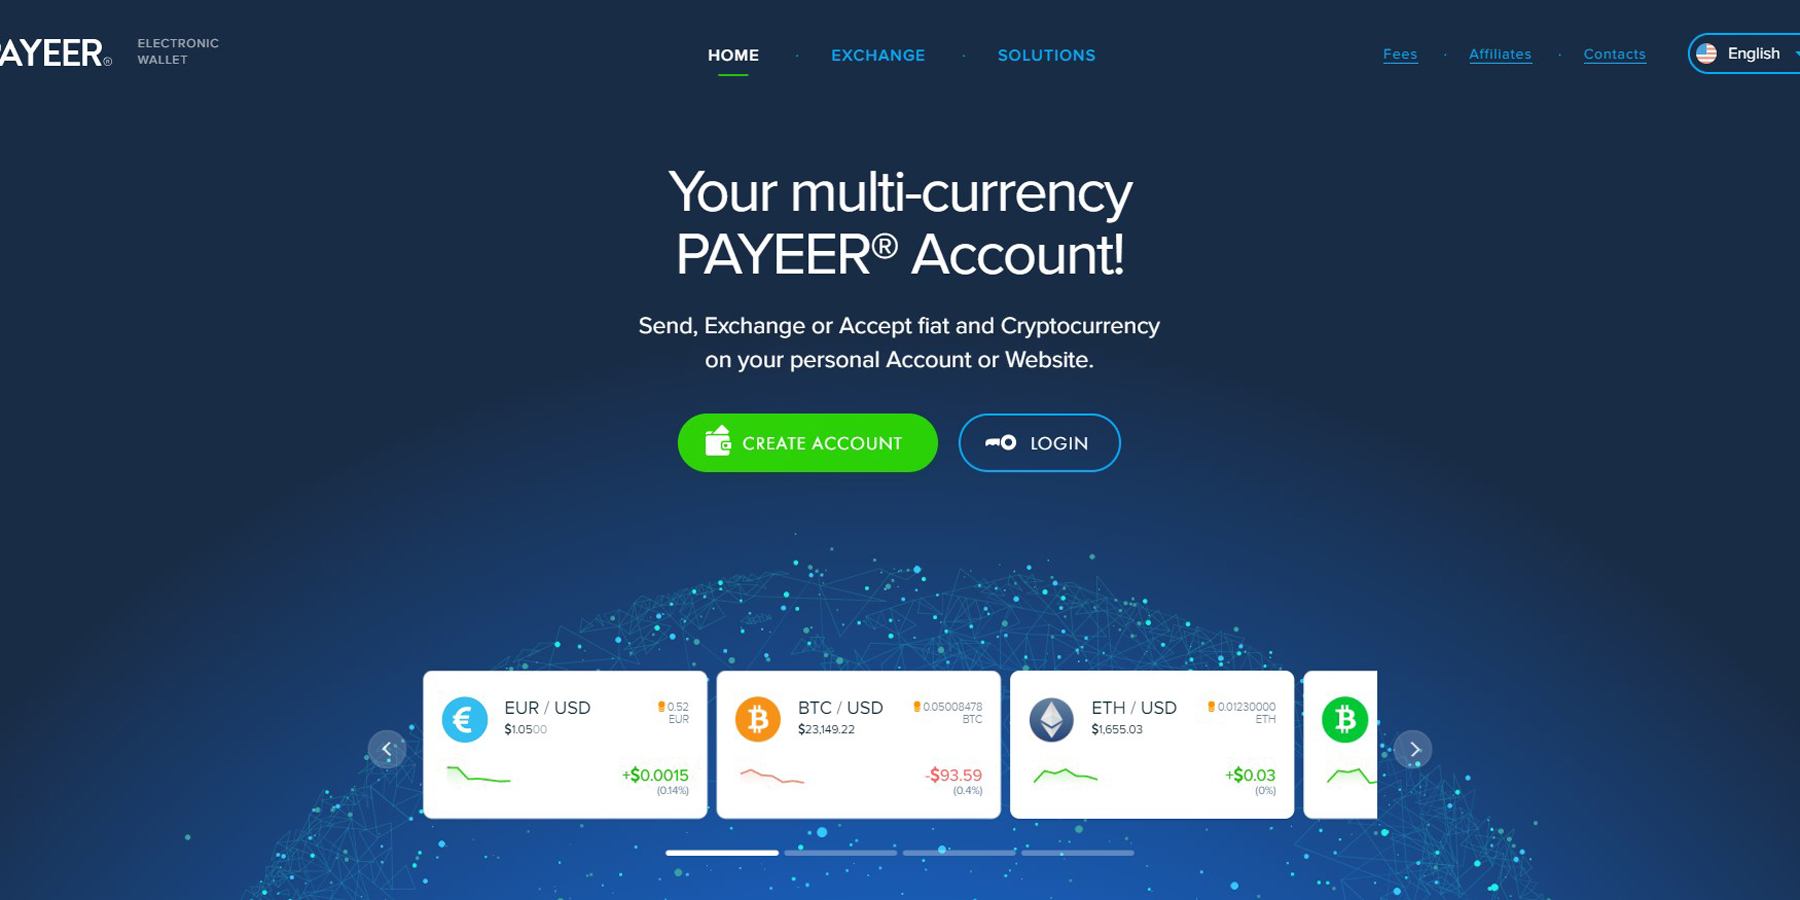 PAYEER®
ELECTRONIC
WALLET
HOME · EXCHANGE · SOLUTIONS
Fees · Affiliates · Contacts
English
Your multi-currency
PAYEER® Account!
Send, Exchange or Accept fiat and Cryptocurrency
on your personal Account or Website.
CREATE ACCOUNT
LOGIN
EUR / USD
$1.0500
0.52
EUR
+$0.0015
(0.14%)
BTC / USD
$23,149.22
0.05008478
BTC
-$93.59
(0.4%)
ETH / USD
$1,655.03
0.01230000
ETH
+$0.03
(0%)